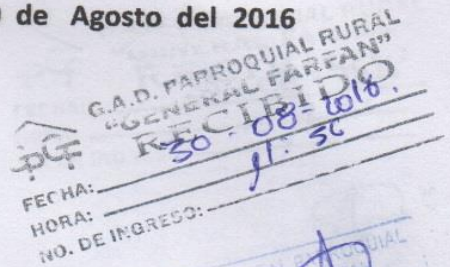 de Agosto del 2016
G.A.D. PARROQUIAL RURAL
"GENERAL FARFAN"
RECIBIDO
PGF
FECHA: 30-08-2016.
HORA: 11:50
NO. DE INGRESO: